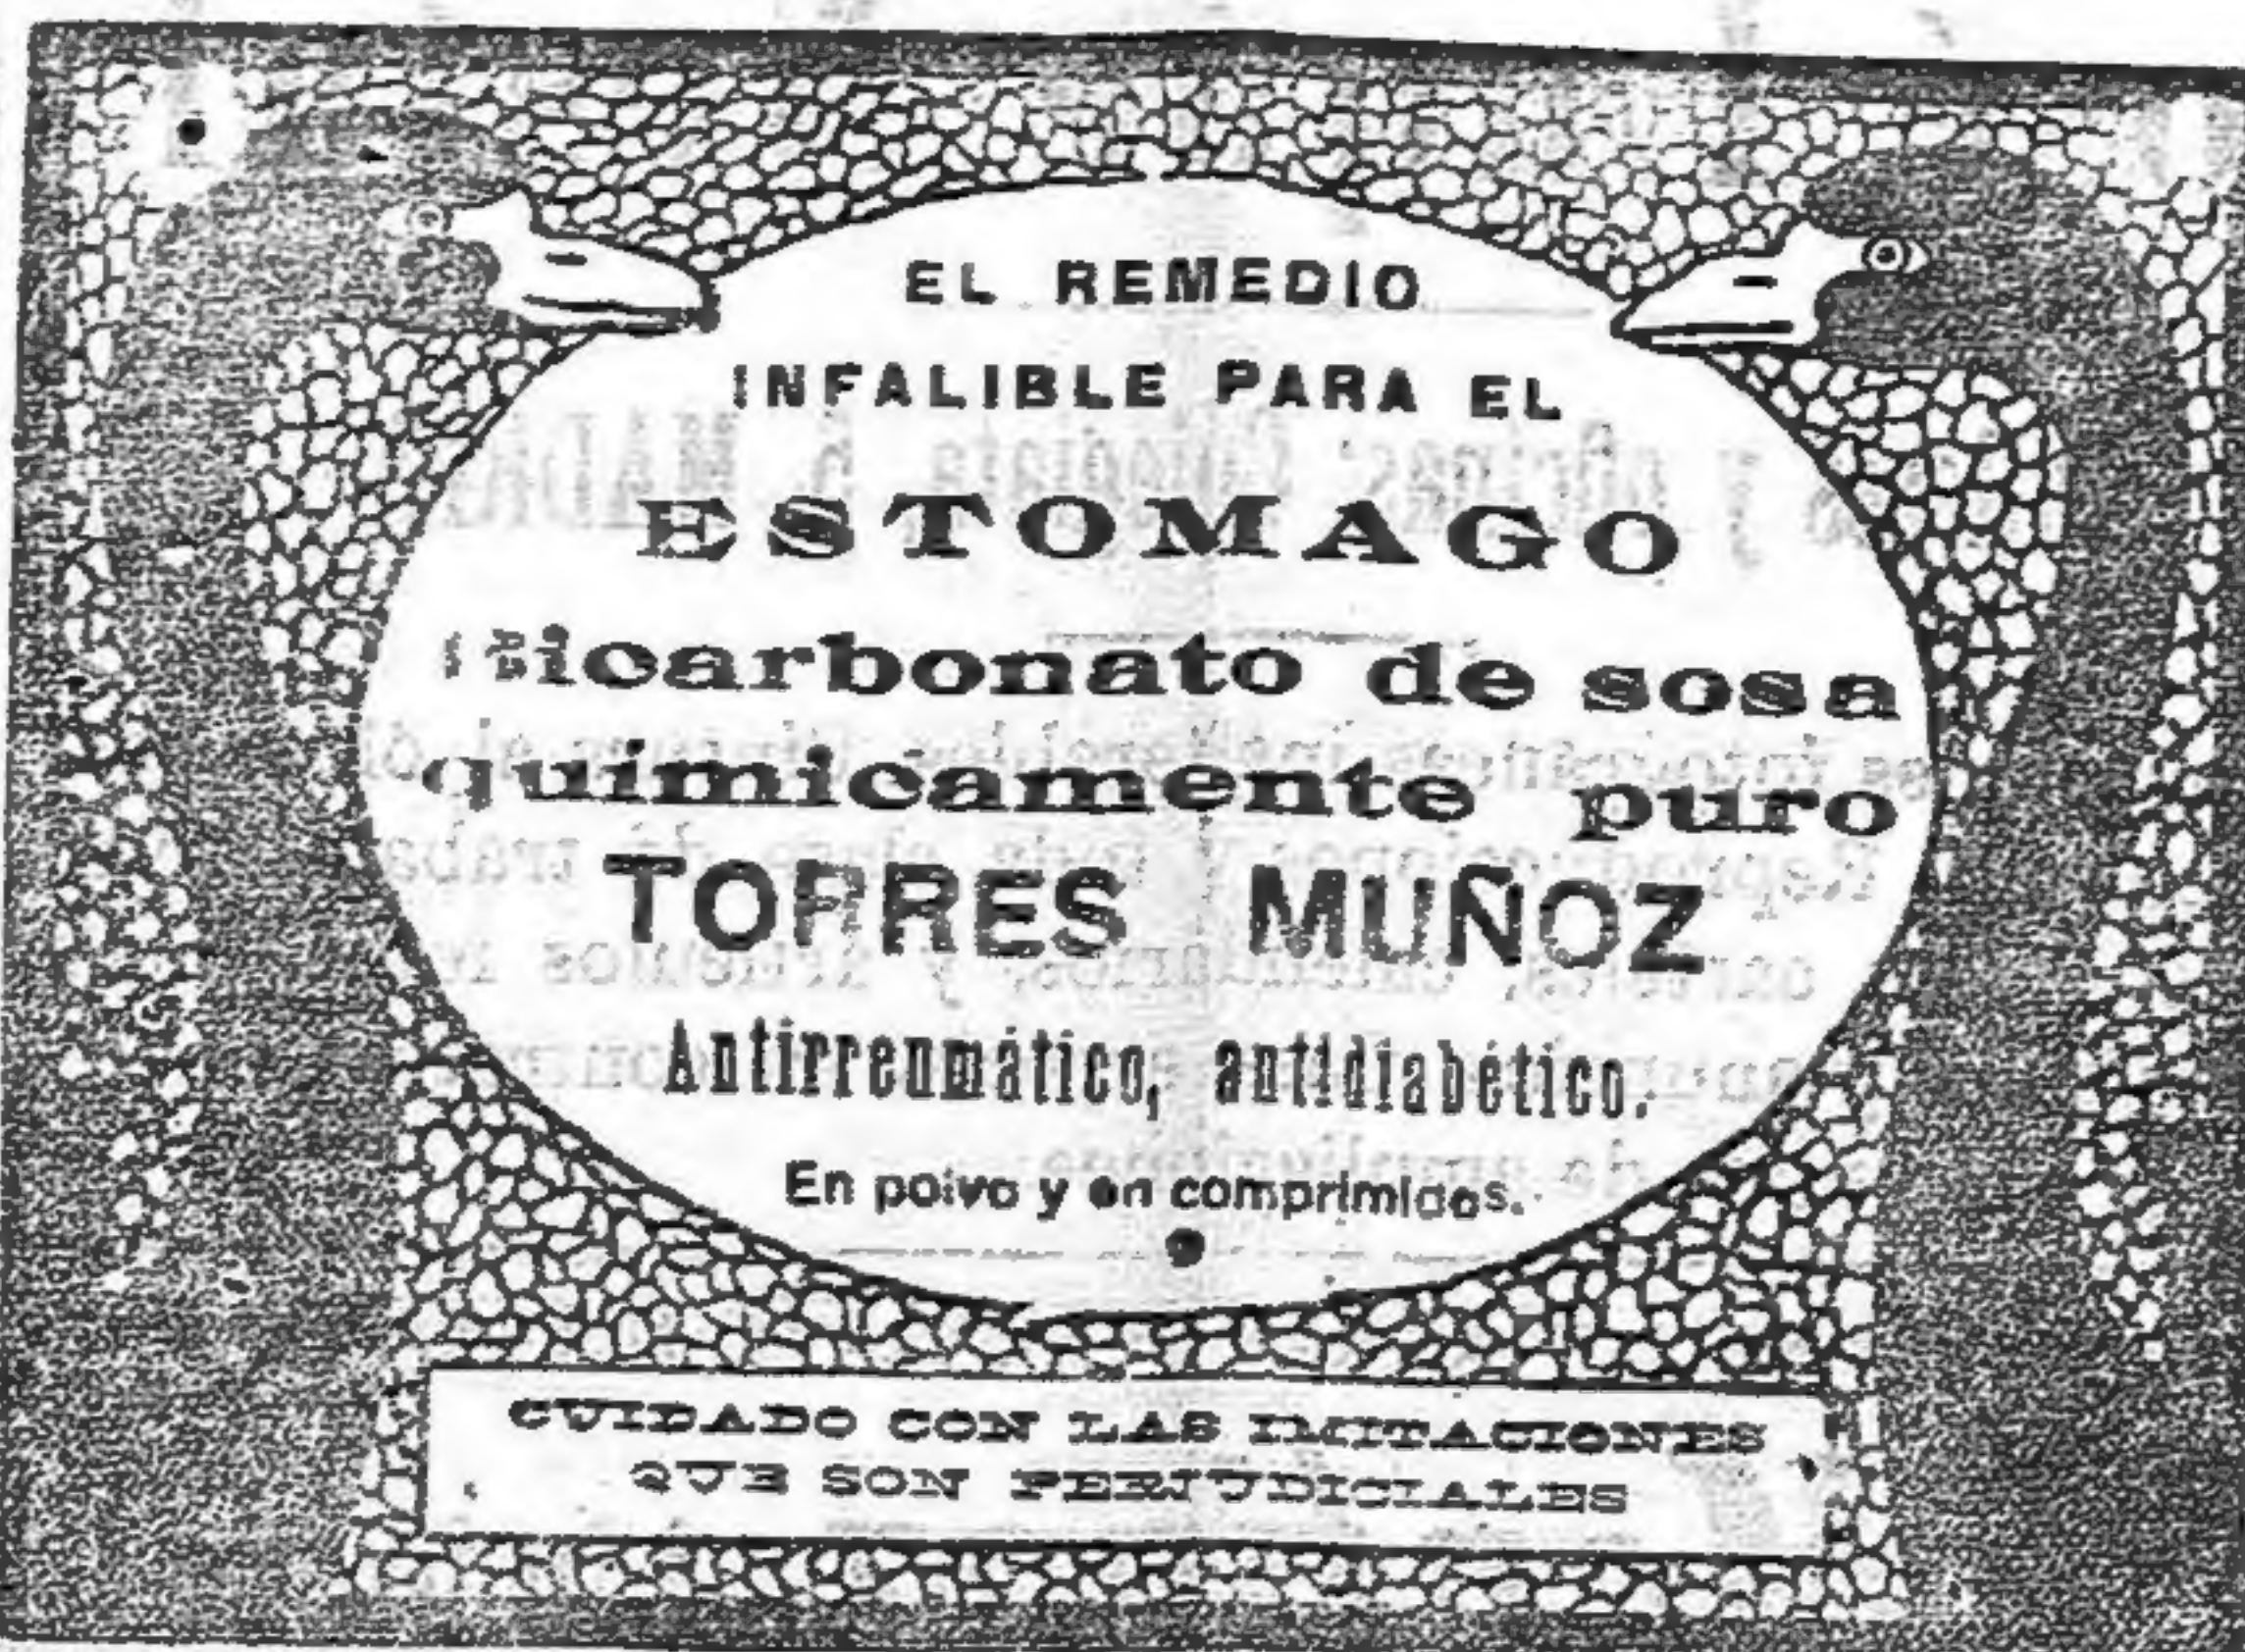 EL REMEDIO
INFALIBLE PARA EL
ESTOMAGO
Bicarbonato de sosa
químicamente puro
TORRES MUÑOZ
Antirreumático, antidiabético.
En polvo y en comprimidos.
CUIDADO CON LAS IMITACIONES
QUE SON PERJUDICIALES